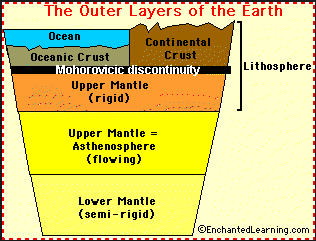 The Outer Layers of the Earth
Ocean
Continental
Crust
Oceanic Crust
Mohorovicic discontinuity
Lithosphere
Upper Mantle
(rigid)
Upper Mantle =
Asthenosphere
(flowing)
Lower Mantle
(semi-rigid)
©EnchantedLearning.com